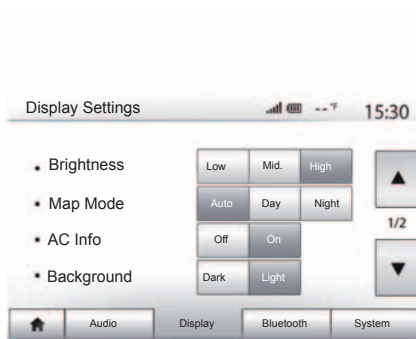 Display Settings -- °F 15:30
Brightness Low Mid. High
Map Mode Auto Day Night
1/2
AC Info Off On
Background Dark Light
Audio Display Bluetooth System